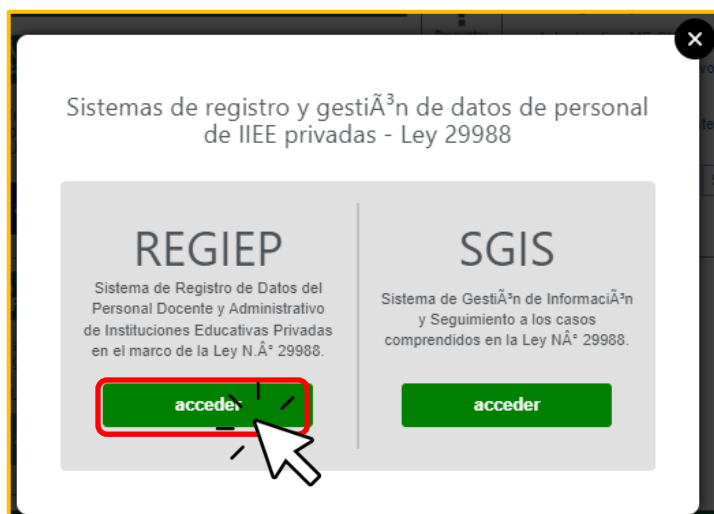 Sistemas de registro y gestiÃ³n de datos de personal
de IIEE privadas - Ley 29988
REGIEP
Sistema de Registro de Datos del
Personal Docente y Administrativo
de Instituciones Educativas Privadas
en el marco de la Ley N.Â° 29988.
acceder
SGIS
Sistema de GestiÃ³n de InformaciÃ³n
y Seguimiento a los casos
comprendidos en la Ley NÂ° 29988.
acceder